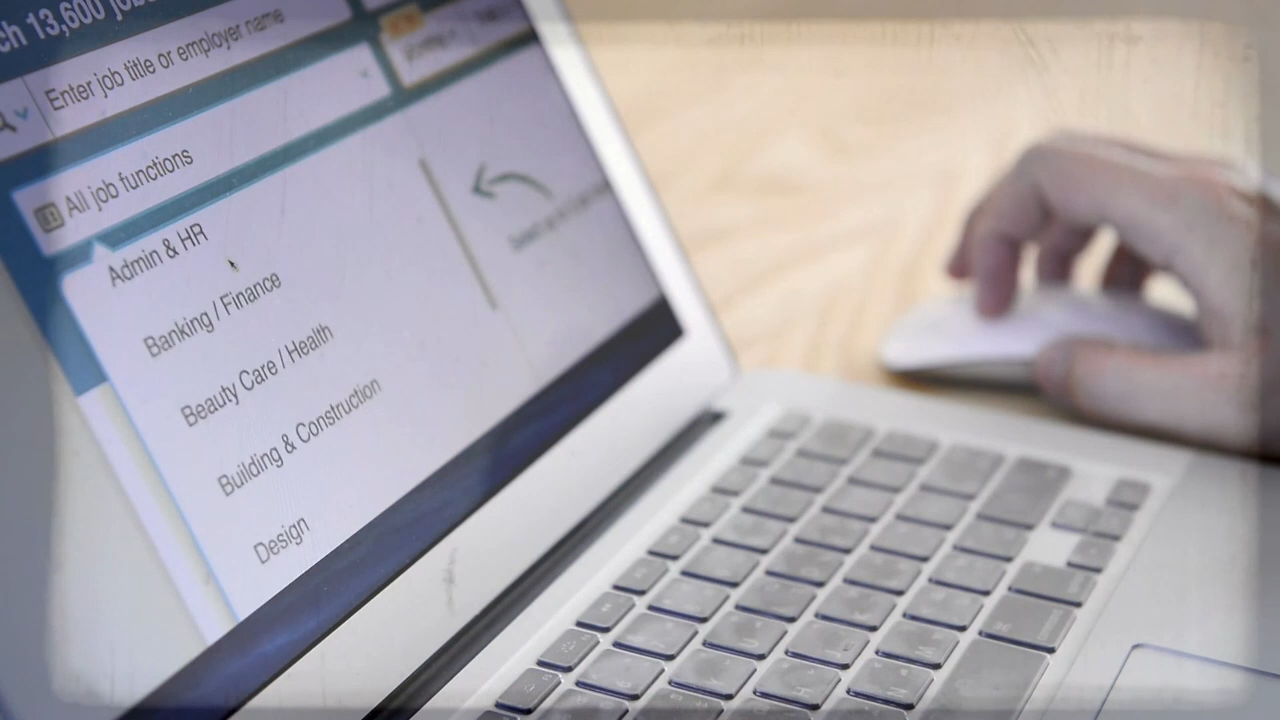 ch 13,600 jobs
Enter job title or employer name
All job functions
Admin & HR
Banking / Finance
Beauty Care / Health
Building & Construction
Design